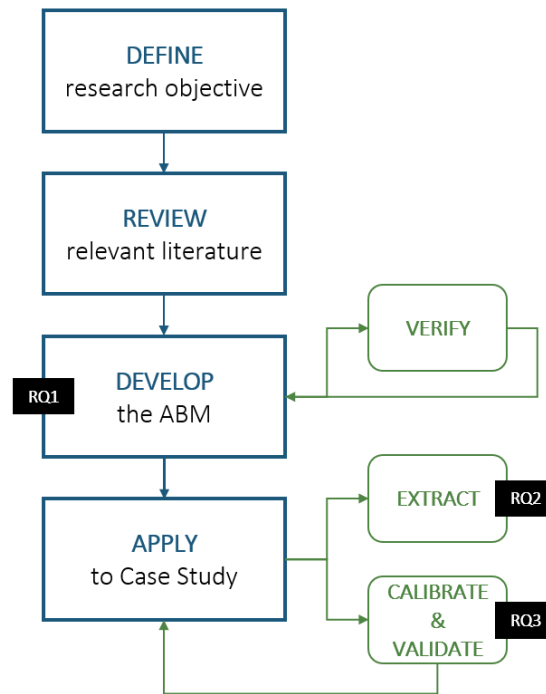 DEFINE
research objective
REVIEW
relevant literature
VERIFY
RQ1
DEVELOP
the ABM
EXTRACT
RQ2
APPLY
to Case Study
CALIBRATE
&
VALIDATE
RQ3